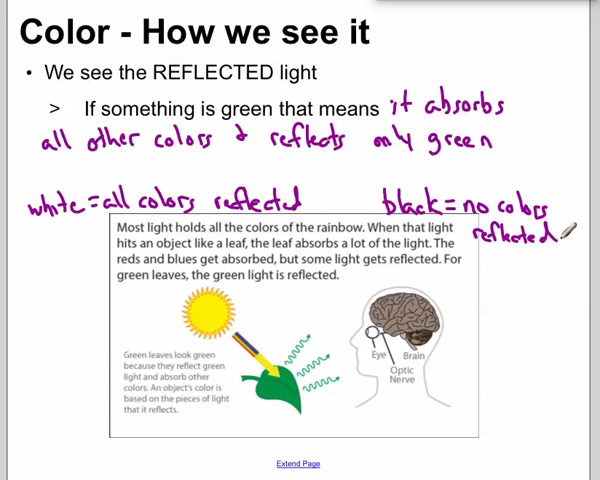 Color - How we see it
• We see the REFLECTED light
> If something is green that means it absorbs
all other colors & reflects only green
white = all colors reflected
black = no colors
reflected
Most light holds all the colors of the rainbow. When that light
hits an object like a leaf, the leaf absorbs a lot of the light. The
reds and blues get absorbed, but some light gets reflected. For
green leaves, the green light is reflected.
Green leaves look green
because they reflect green
light and absorb other
colors. An object's color is
based on the pieces of light
that it reflects.
Eye
Brain
Optic
Nerve
Extend Page